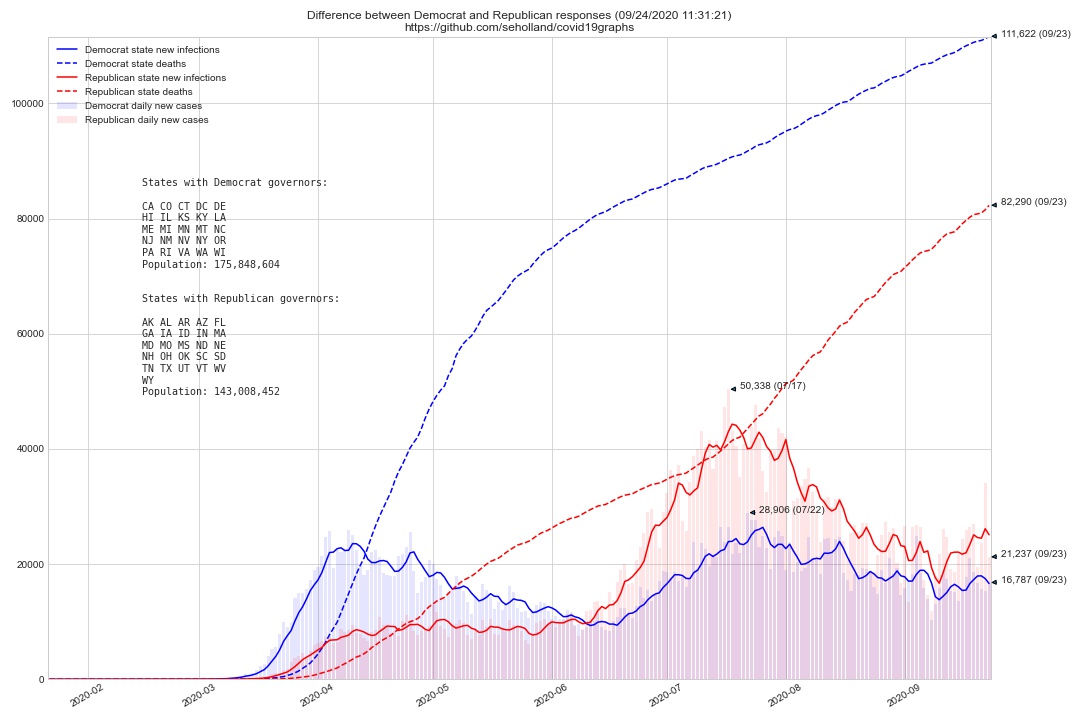 Difference between Democrat and Republican responses (09/24/2020 11:31:21)
https://github.com/seholland/covid19graphs
Democrat state new infections
Democrat state deaths
Republican state new infections
Republican state deaths
Democrat daily new cases
Republican daily new cases
States with Democrat governors:
CA CO CT DC DE
HI IL KS KY LA
ME MI MN MT NC
NJ NM NV NY OR
PA RI VA WA WI
Population: 175,848,604
States with Republican governors:
AK AL AR AZ FL
GA IA ID IN MA
MD MO MS ND NE
NH OH OK SC SD
TN TX UT VT WV
WY
Population: 143,008,452
111,622 (09/23)
82,290 (09/23)
50,338 (07/17)
28,906 (07/22)
21,237 (09/23)
16,787 (09/23)
100000
80000
60000
40000
20000
0
2020-02
2020-03
2020-04
2020-05
2020-06
2020-07
2020-08
2020-09